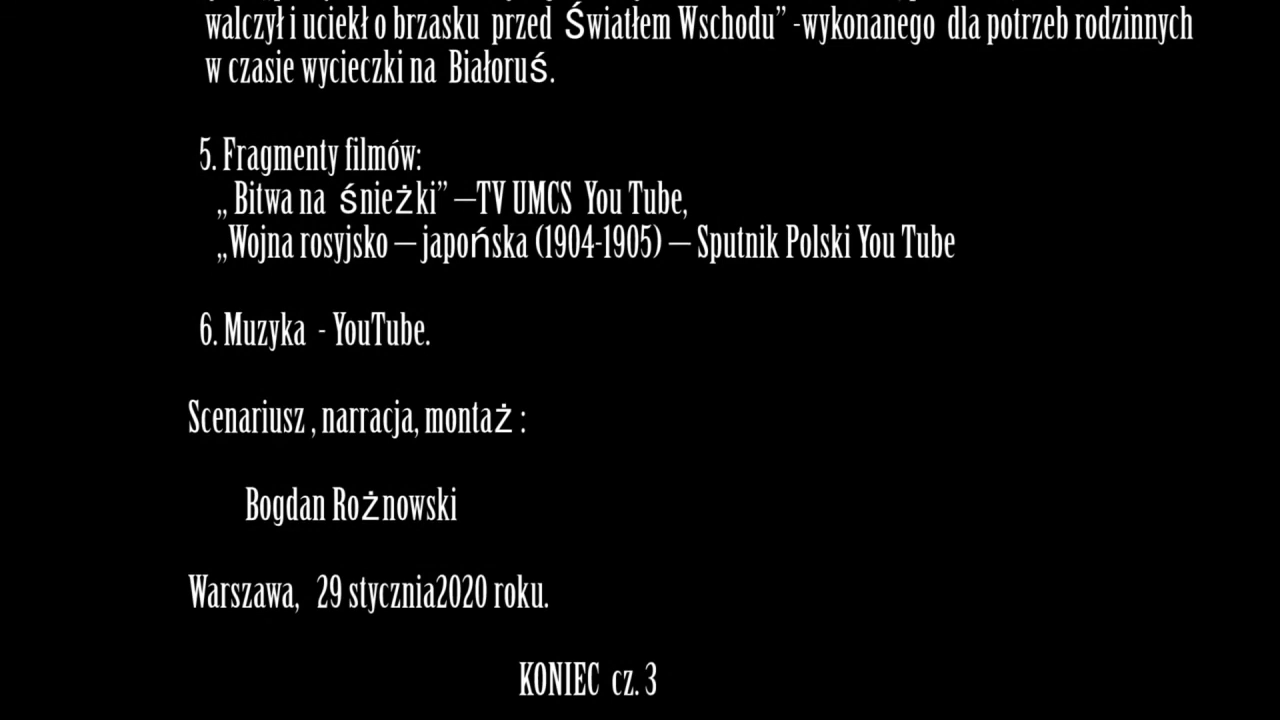 walczył i uciekł o brzasku przed Światłem Wschodu” -wykonanego dla potrzeb rodzinnych
w czasie wycieczki na Białoruś.
5. Fragmenty filmów:
„ Bitwa na śnieżki” –TV UMCS You Tube,
„Wojna rosyjsko – japońska (1904-1905) – Sputnik Polski You Tube
6. Muzyka - YouTube.
Scenariusz , narracja, montaż :
Bogdan Rożnowski
Warszawa, 29 stycznia2020 roku.
KONIEC cz. 3